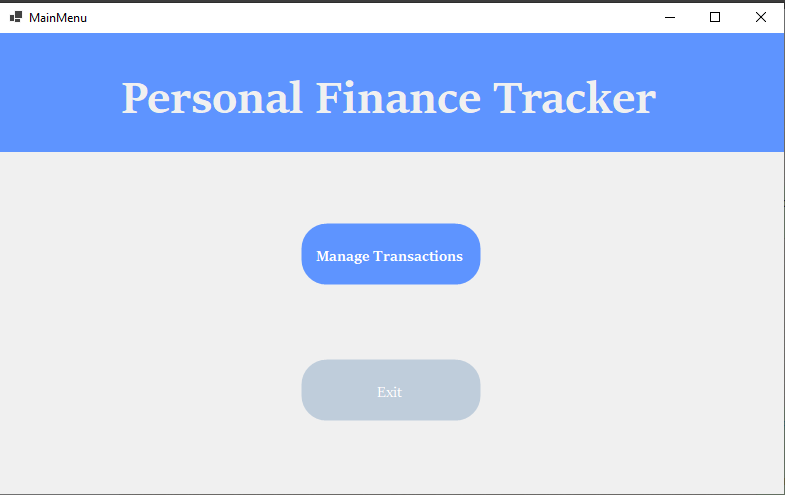 MainMenu
Personal Finance Tracker
Manage Transactions
Exit